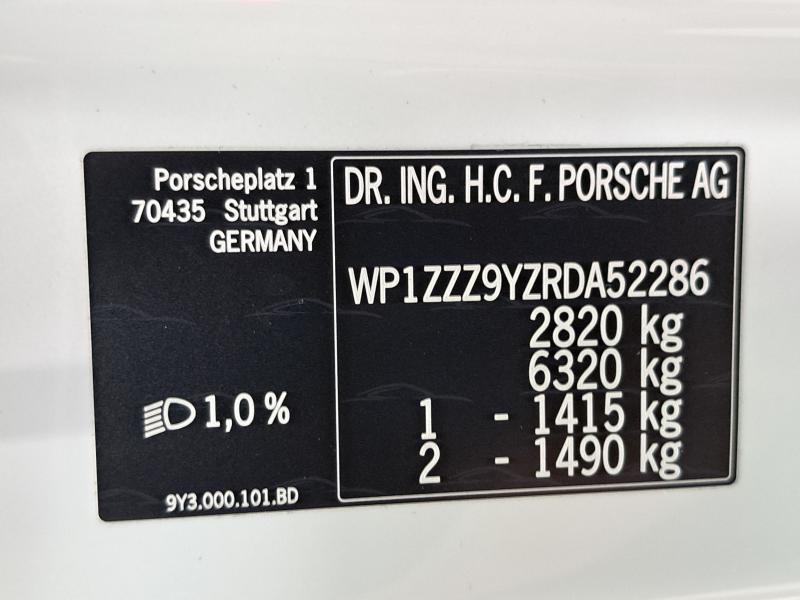 Porscheplatz 1
70435 Stuttgart
GERMANY
1,0 %
9Y3.000.101.BD
DR. ING. H.C. F. PORSCHE AG
WP1ZZZ9YZRDA52286
2820 kg
6320 kg
1 - 1415 kg
2 - 1490 kg